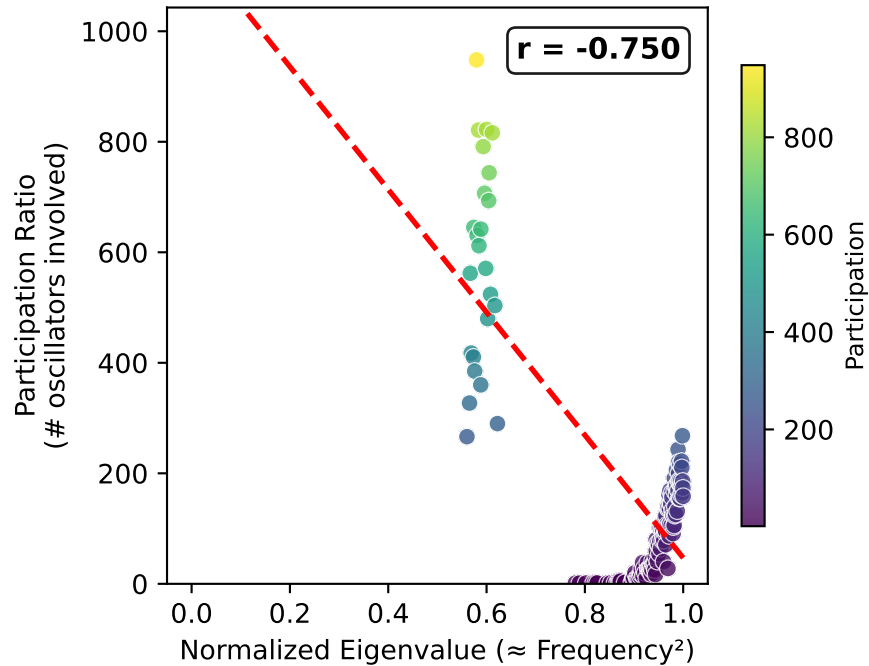 r = -0.750
1000
800
600
400
200
0
Participation Ratio
(# oscillators involved)
0.0 0.2 0.4 0.6 0.8 1.0
Normalized Eigenvalue (≈ Frequency²)
800
600
400
200
Participation